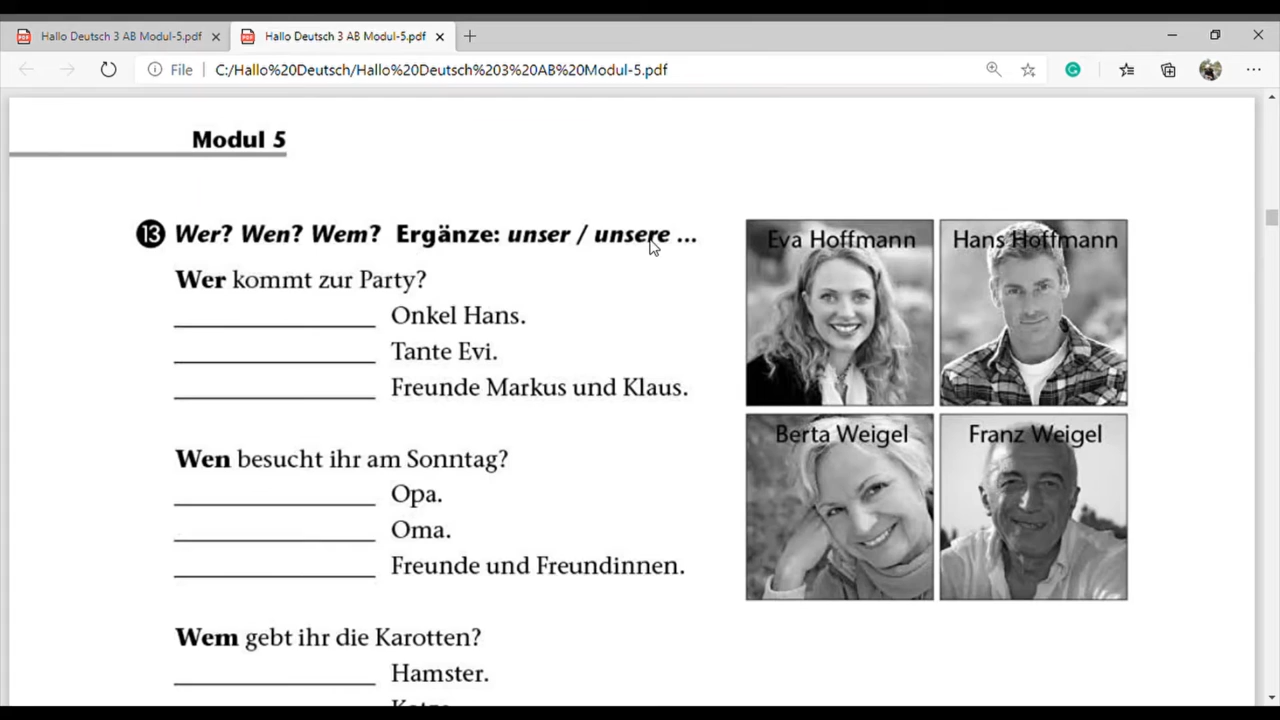 Hallo Deutsch 3 AB Modul-5.pdf
Hallo Deutsch 3 AB Modul-5.pdf
File
C:/Hallo%20Deutsch/Hallo%20Deutsch%203%20AB%20Modul-5.pdf
Modul 5
13 Wer? Wen? Wem? Ergänze: unser / unsere ...
Wer kommt zur Party?
Onkel Hans.
Tante Evi.
Freunde Markus und Klaus.
Wen besucht ihr am Sonntag?
Opa.
Oma.
Freunde und Freundinnen.
Wem gebt ihr die Karotten?
Hamster.
Katze
Eva Hoffmann
Hans Hoffmann
Berta Weigel
Franz Weigel